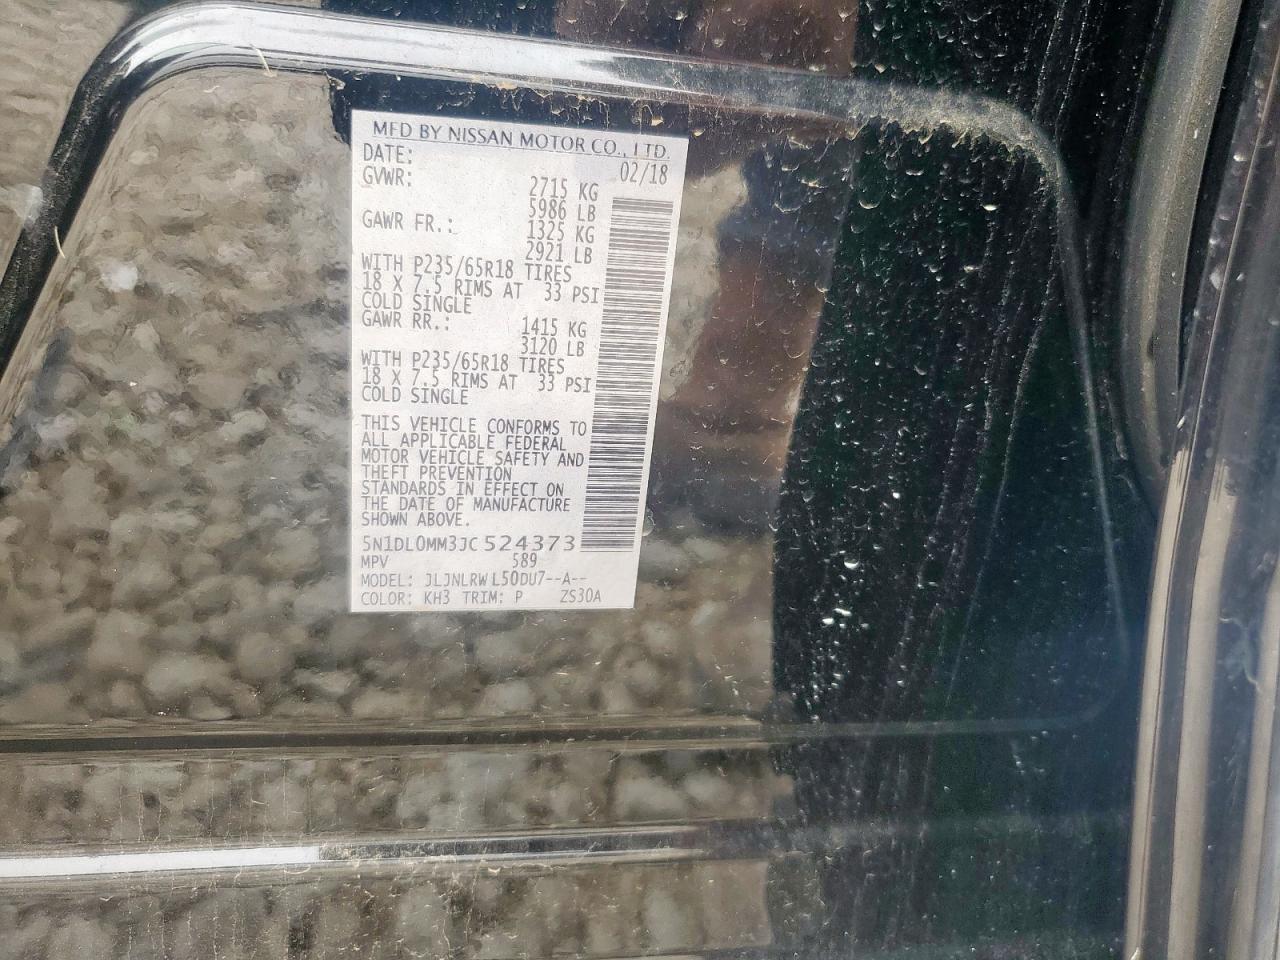 MFD BY NISSAN MOTOR CO., LTD.
DATE: 02/18
GVWR: 2715 KG
5986 LB
GAWR FR.: 1325 KG
2921 LB
WITH P235/65R18 TIRES
18 X 7.5 RIMS AT 33 PSI
COLD SINGLE
GAWR RR.: 1415 KG
3120 LB
WITH P235/65R18 TIRES
18 X 7.5 RIMS AT 33 PSI
COLD SINGLE
THIS VEHICLE CONFORMS TO
ALL APPLICABLE FEDERAL
MOTOR VEHICLE SAFETY AND
THEFT PREVENTION
STANDARDS IN EFFECT ON
THE DATE OF MANUFACTURE
SHOWN ABOVE.
5N1DL0MM3JC524373
MPV 589
MODEL: JLJNLRWL50DU7--A--
COLOR: KH3 TRIM: P ZS30A